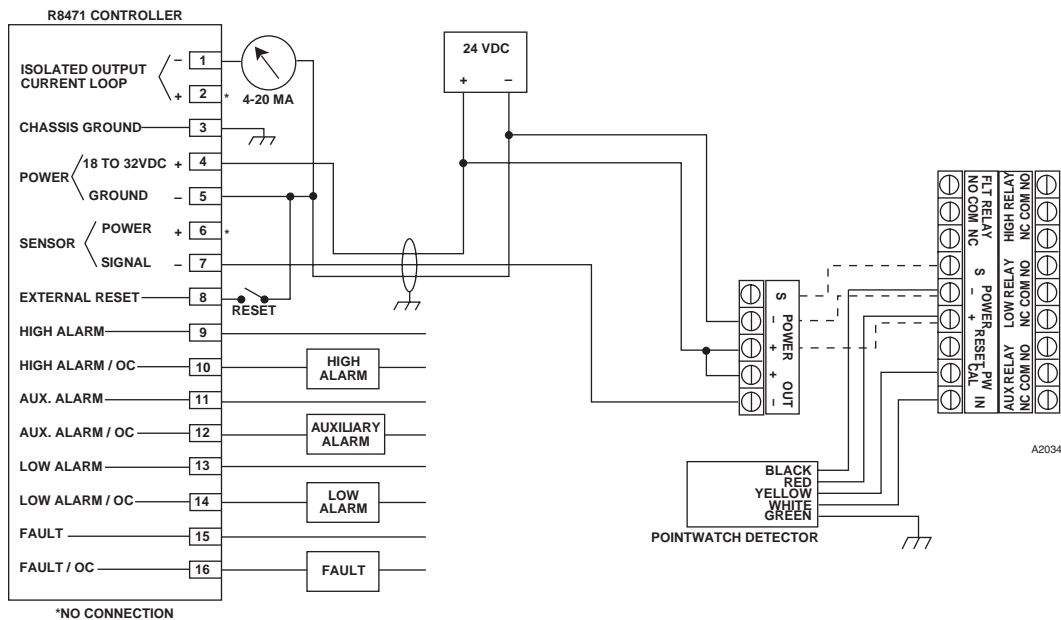 R8471 CONTROLLER
ISOLATED OUTPUT
CURRENT LOOP
– 1
+ 2 *
4-20 MA
CHASSIS GROUND 3
POWER
18 TO 32VDC + 4
GROUND – 5
SENSOR
POWER + 6 *
SIGNAL – 7
EXTERNAL RESET 8
RESET
HIGH ALARM 9
HIGH ALARM / OC 10
HIGH
ALARM
AUX. ALARM 11
AUX. ALARM / OC 12
AUXILIARY
ALARM
LOW ALARM 13
LOW ALARM / OC 14
LOW
ALARM
FAULT 15
FAULT / OC 16
FAULT
*NO CONNECTION
24 VDC
+ –
S
– POWER +
+ OUT –
FLT RELAY
NO COM NC
S
– POWER +
RESET
CAL
PW IN
HIGH RELAY
NC COM NO
LOW RELAY
NC COM NO
AUX RELAY
NC COM NO
A2034
BLACK
RED
YELLOW
WHITE
GREEN
POINTWATCH DETECTOR